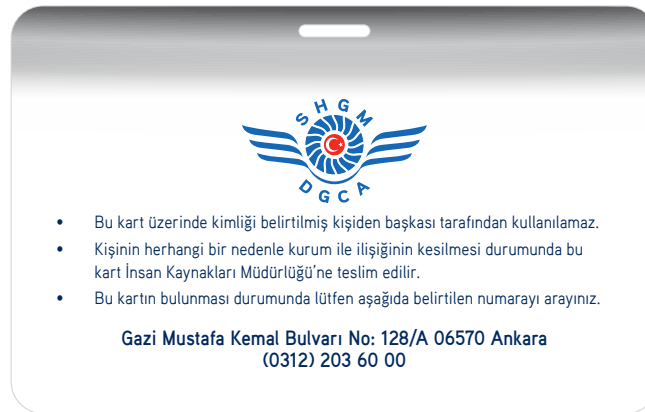 SHGM
DGCA
• Bu kart üzerinde kimliği belirtilmiş kişiden başkası tarafından kullanılamaz.
• Kişinin herhangi bir nedenle kurum ile ilişiğinin kesilmesi durumunda bu
kart İnsan Kaynakları Müdürlüğü'ne teslim edilir.
• Bu kartın bulunması durumunda lütfen aşağıda belirtilen numarayı arayınız.
Gazi Mustafa Kemal Bulvarı No: 128/A 06570 Ankara
(0312) 203 60 00